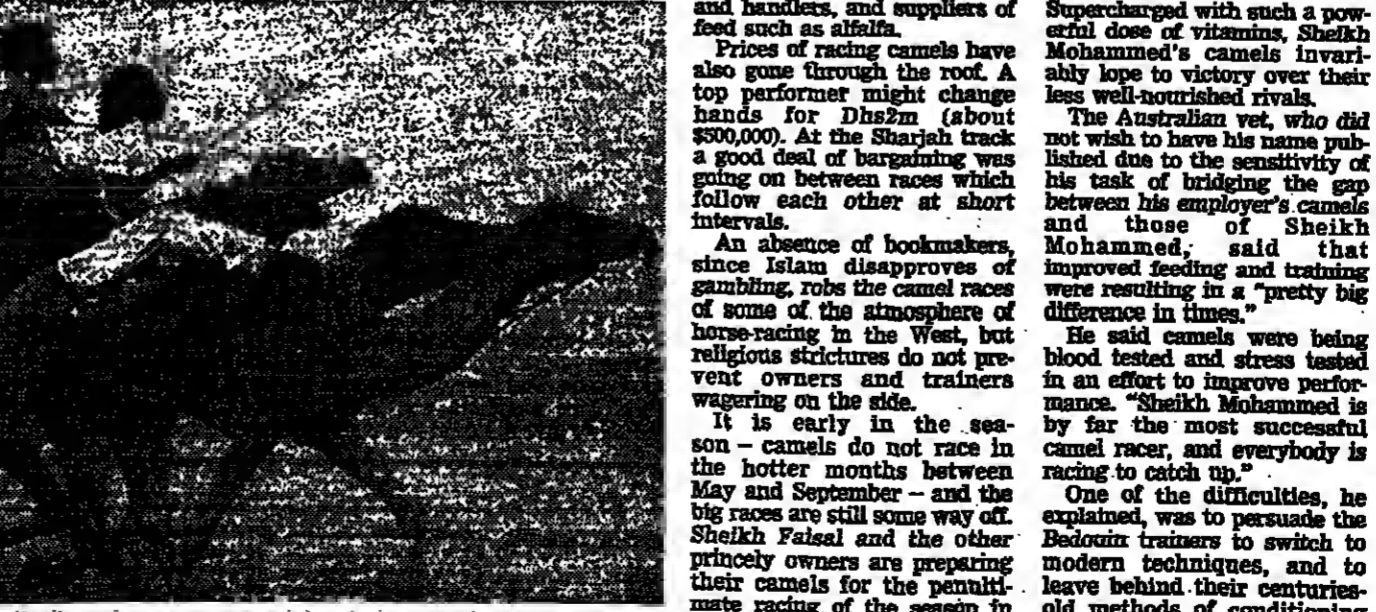 and handlers, and suppliers of
feed such as alfalfa.
Prices of racing camels have
also gone through the roof. A
top performer might change
hands for Dhs2m (about
$500,000). At the Sharjah track
a good deal of bargaining was
going on between races which
follow each other at short
intervals.
An absence of bookmakers,
since Islam disapproves of
gambling, robs the camel races
of some of the atmosphere of
horse-racing in the West, but
religious strictures do not pre-
vent owners and trainers
wagering on the side.
It is early in the sea-
son – camels do not race in
the hotter months between
May and September – and the
big races are still some way off.
Sheikh Faisal and the other
princely owners are preparing
their camels for the penulti-
mate racing of the season in
Supercharged with such a pow-
erful dose of vitamins, Sheikh
Mohammed's camels invari-
ably lope to victory over their
less well-nourished rivals.
The Australian vet, who did
not wish to have his name pub-
lished due to the sensitivity of
his task of bridging the gap
between his employer's camels
and those of Sheikh
Mohammed, said that
improved feeding and training
were resulting in a "pretty big
difference in times."
He said camels were being
blood tested and stress tested
in an effort to improve perfor-
mance. "Sheikh Mohammed is
by far the most successful
camel racer, and everybody is
racing to catch up."
One of the difficulties, he
explained, was to persuade the
Bedouin trainers to switch to
modern techniques, and to
leave behind their centuries-
old methods of conditioning